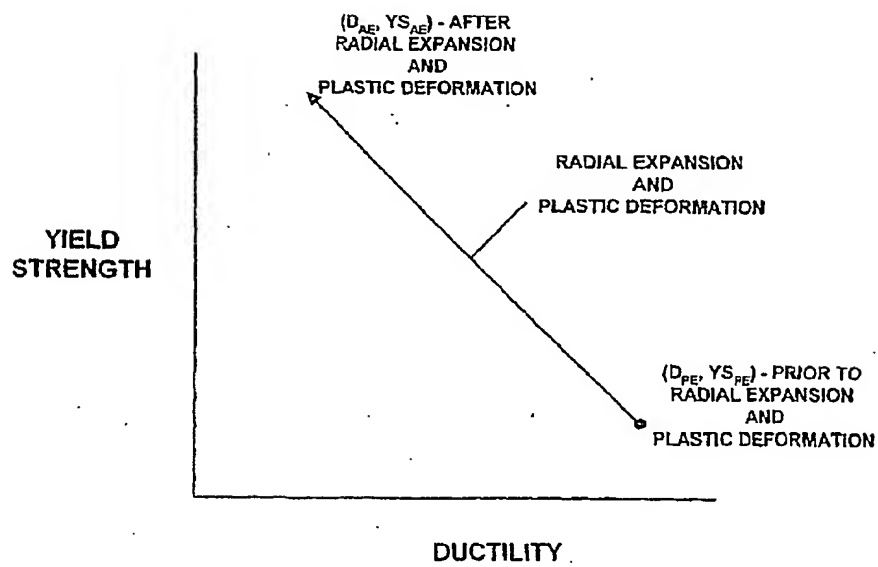 (D_AE, YS_AE) - AFTER
RADIAL EXPANSION
AND
PLASTIC DEFORMATION
RADIAL EXPANSION
AND
PLASTIC DEFORMATION
YIELD
STRENGTH
(D_PE, YS_PE) - PRIOR TO
RADIAL EXPANSION
AND
PLASTIC DEFORMATION
DUCTILITY